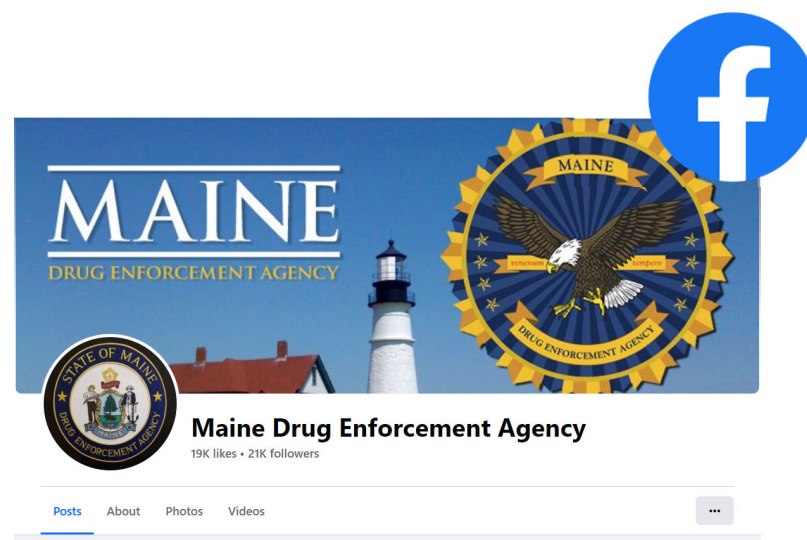 MAINE
DRUG ENFORCEMENT AGENCY
MAINE
venenum tempero
DRUG ENFORCEMENT AGENCY
STATE OF MAINE
MAINE
DRUG ENFORCEMENT AGENCY
Maine Drug Enforcement Agency
19K likes • 21K followers
Posts About Photos Videos